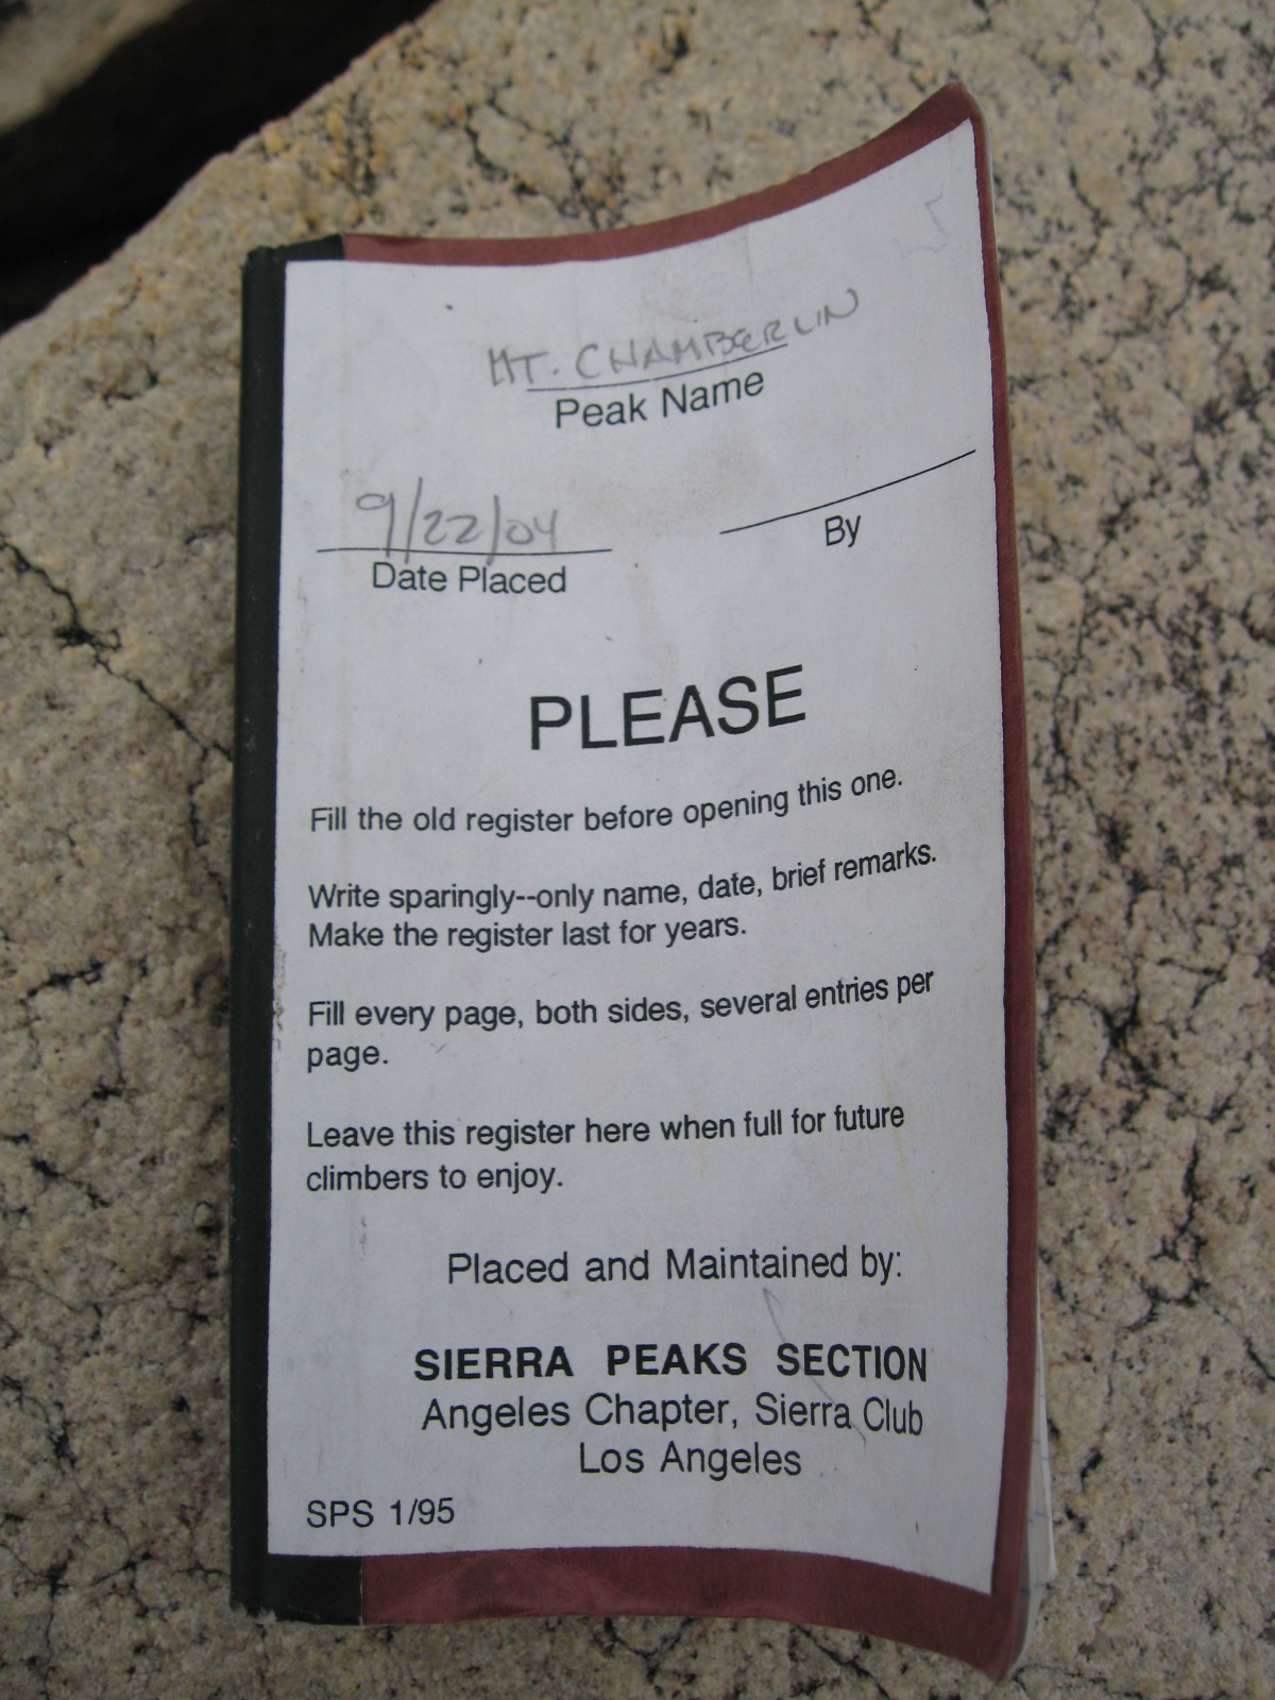 MT. CHAMBERLIN
Peak Name
9/22/04
Date Placed
By
PLEASE
Fill the old register before opening this one.
Write sparingly--only name, date, brief remarks.
Make the register last for years.
Fill every page, both sides, several entries per
page.
Leave this register here when full for future
climbers to enjoy.
Placed and Maintained by:
SIERRA PEAKS SECTION
Angeles Chapter, Sierra Club
Los Angeles
SPS 1/95